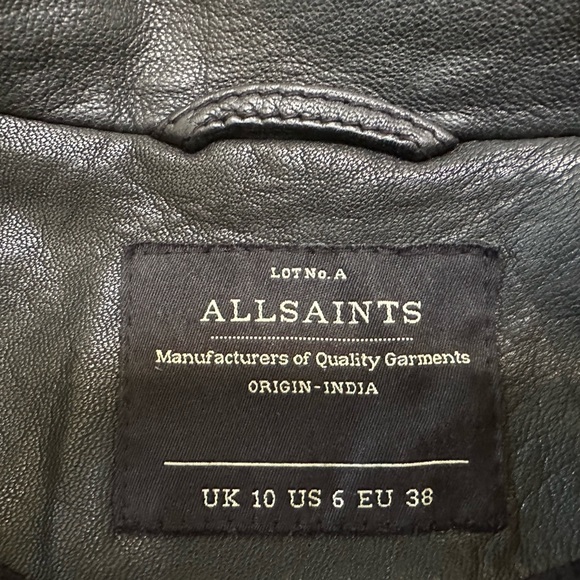 LOT No. A
ALLSAINTS
Manufacturers of Quality Garments
ORIGIN-INDIA
UK 10 US 6 EU 38